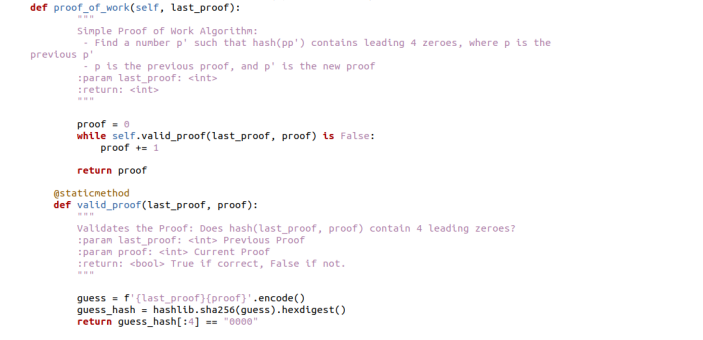 def proof_of_work(self, last_proof):
"""
Simple Proof of Work Algorithm:
- Find a number p' such that hash(pp') contains leading 4 zeroes, where p is the
previous p'
- p is the previous proof, and p' is the new proof
:param last_proof: <int>
:return: <int>
"""
proof = 0
while self.valid_proof(last_proof, proof) is False:
proof += 1
return proof
@staticmethod
def valid_proof(last_proof, proof):
"""
Validates the Proof: Does hash(last_proof, proof) contain 4 leading zeroes?
:param last_proof: <int> Previous Proof
:param proof: <int> Current Proof
:return: <bool> True if correct, False if not.
"""
guess = f'{last_proof}{proof}'.encode()
guess_hash = hashlib.sha256(guess).hexdigest()
return guess_hash[:4] == "0000"